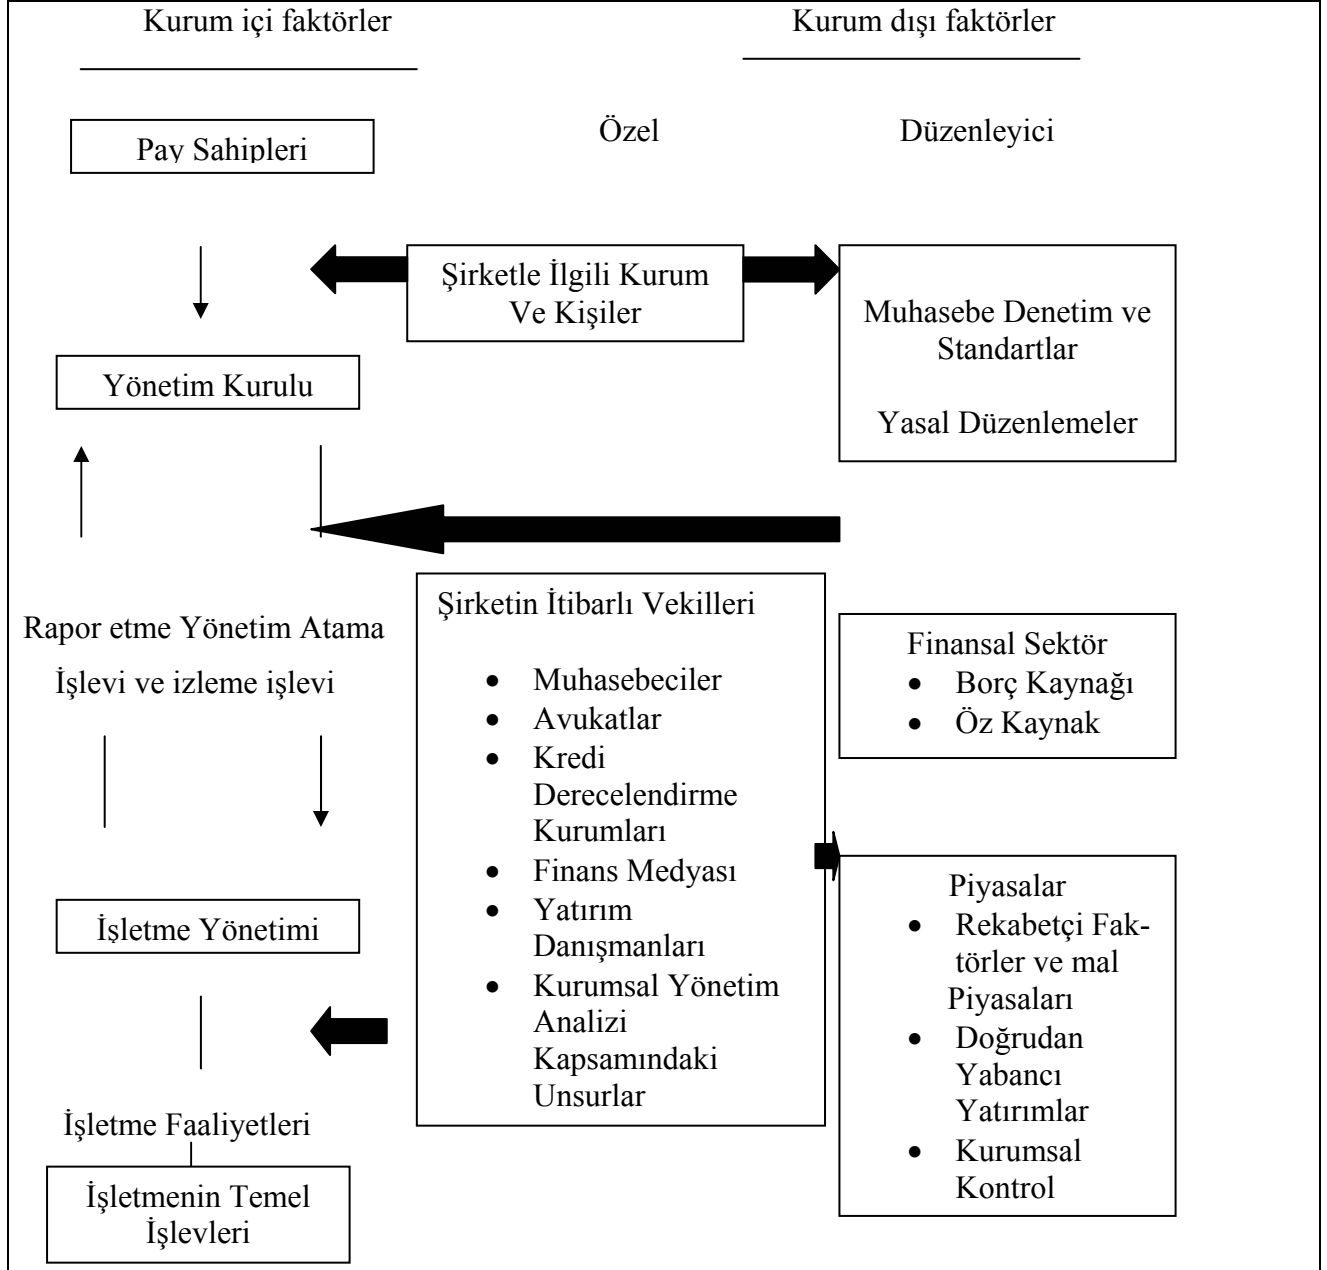 Kurum içi faktörler
Kurum dışı faktörler
Pay Sahipleri
Özel
Düzenleyici
Şirketle İlgili Kurum
Ve Kişiler
Muhasebe Denetim ve
Standartlar
Yasal Düzenlemeler
Yönetim Kurulu
Rapor etme Yönetim Atama
İşlevi ve izleme işlevi
Şirketin İtibarlı Vekilleri
• Muhasebeciler
• Avukatlar
• Kredi
Derecelendirme
Kurumları
• Finans Medyası
• Yatırım
Danışmanları
• Kurumsal Yönetim
Analizi
Kapsamındaki
Unsurlar
Finansal Sektör
• Borç Kaynağı
• Öz Kaynak
Piyasalar
• Rekabetçi Fak-
törler ve mal
Piyasaları
• Doğrudan
Yabancı
Yatırımlar
• Kurumsal
Kontrol
İşletme Yönetimi
İşletme Faaliyetleri
İşletmenin Temel
İşlevleri